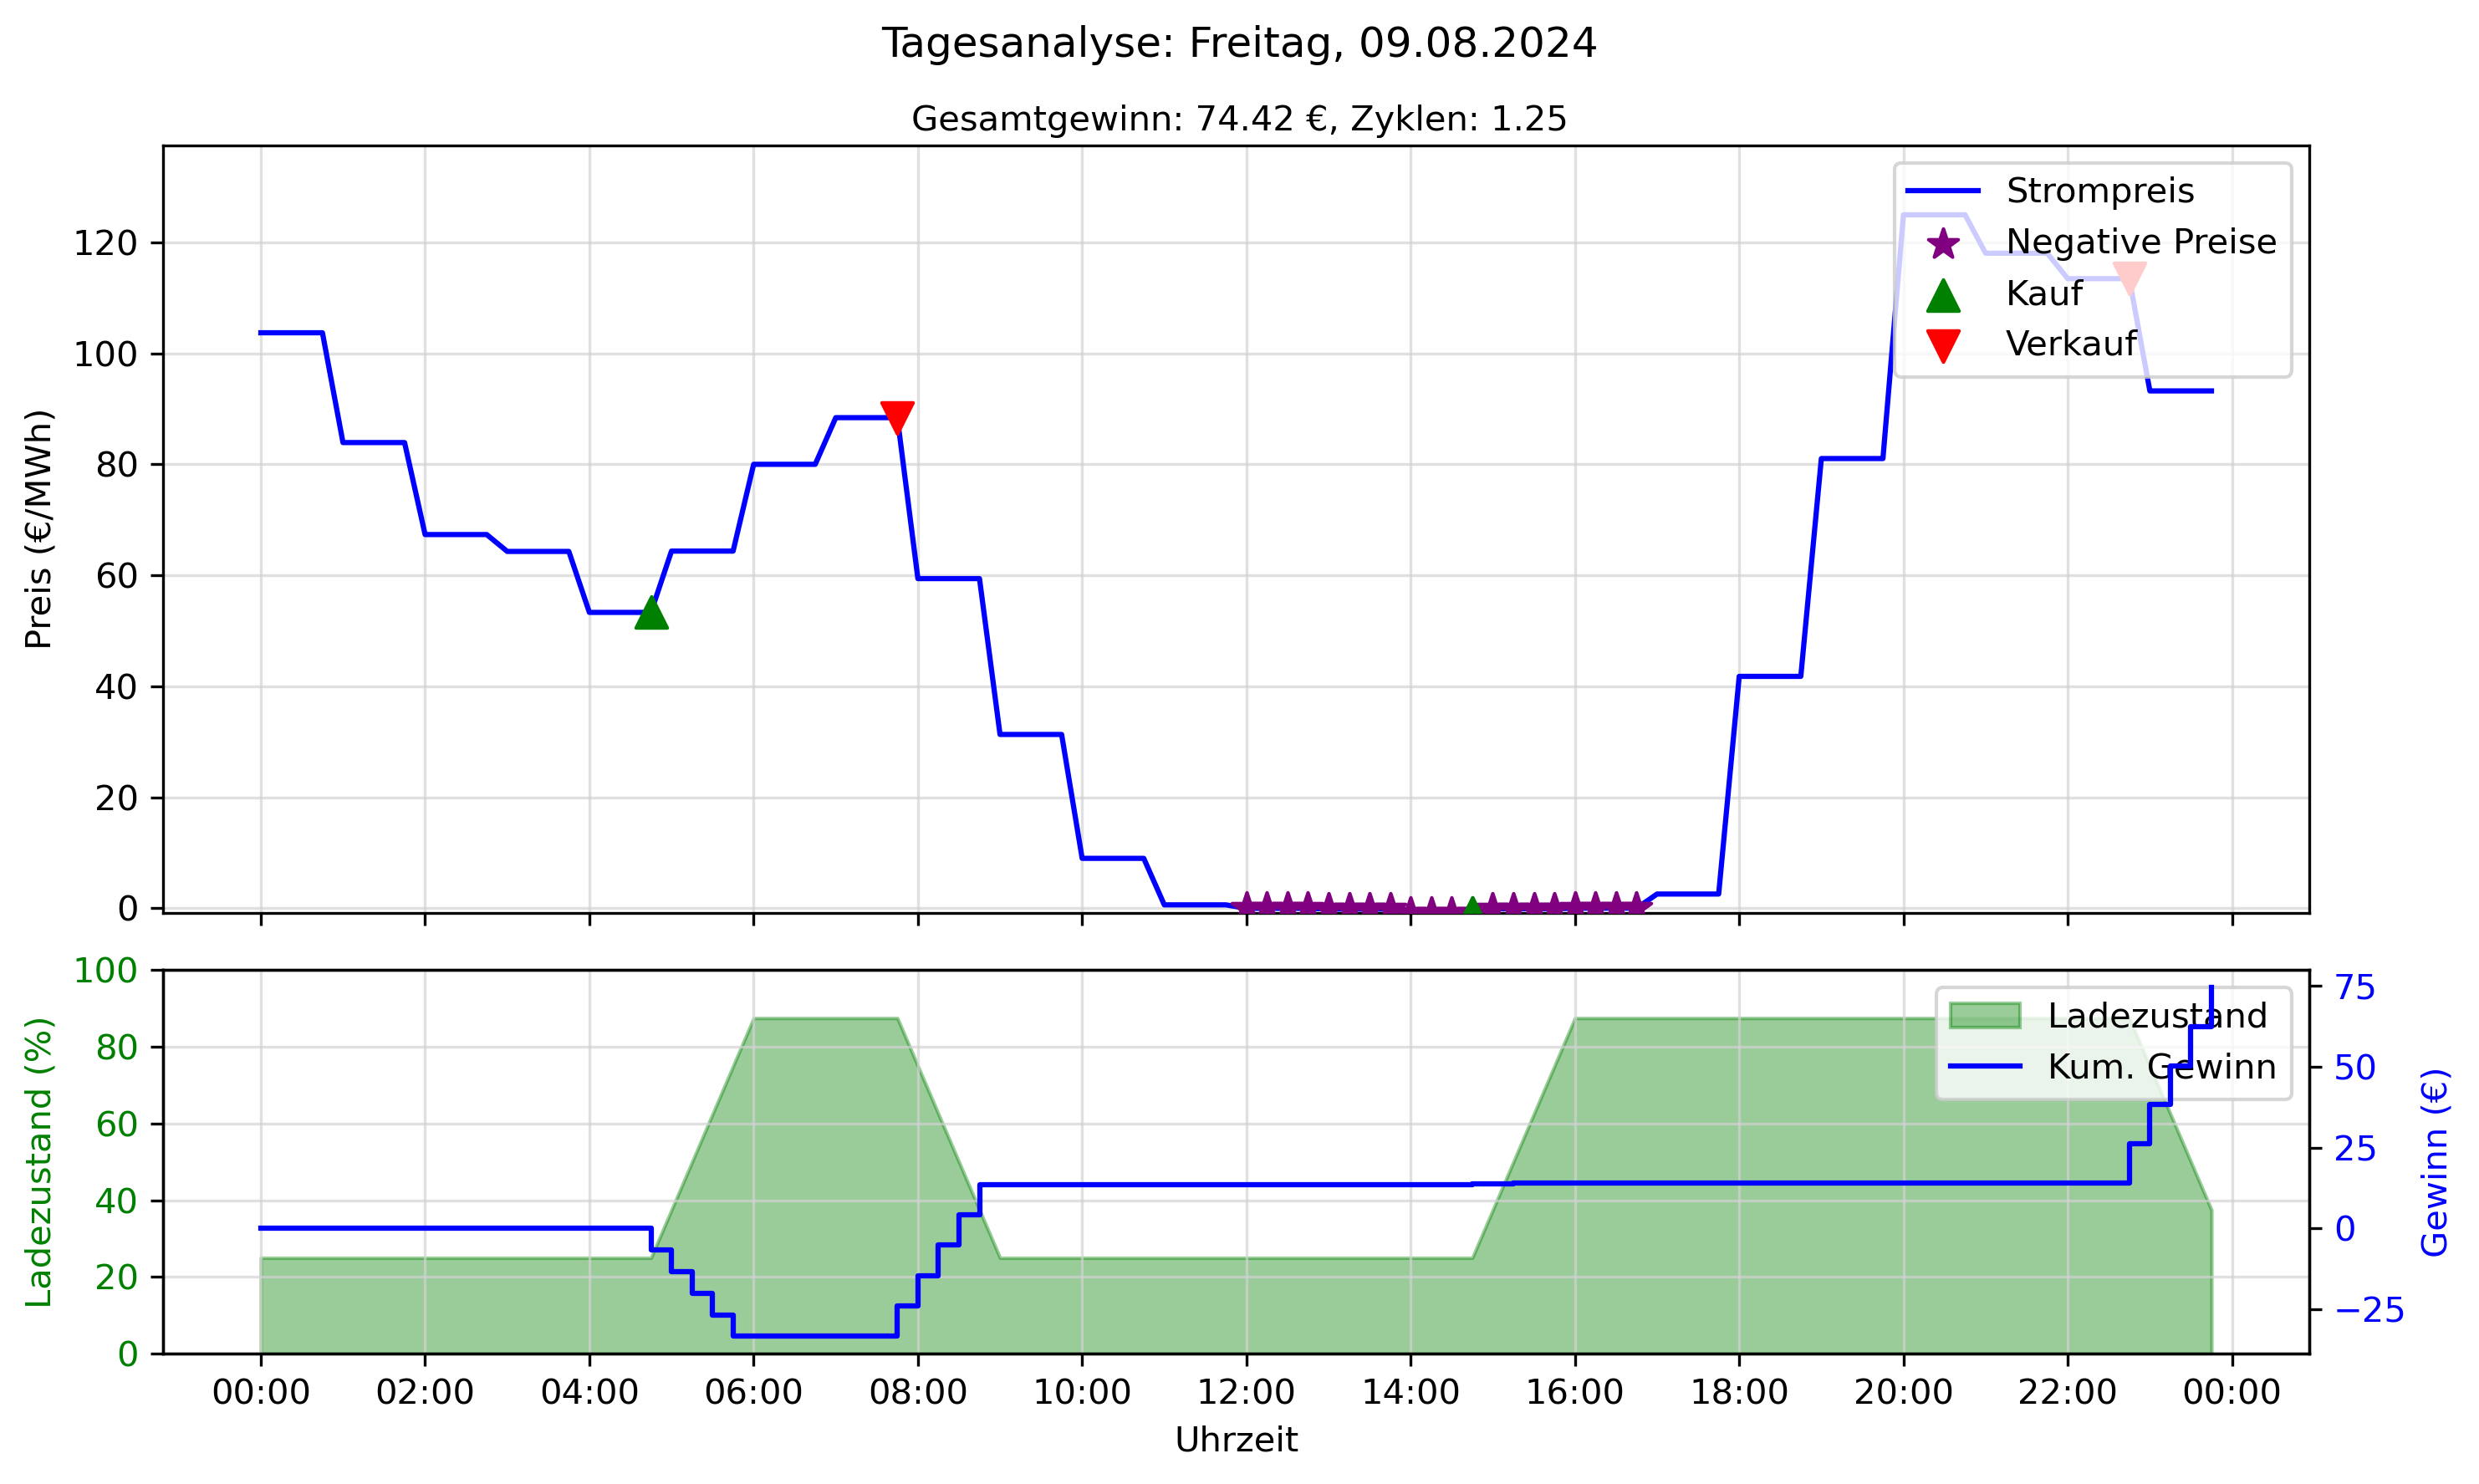 Tagesanalyse: Freitag, 09.08.2024
Gesamtgewinn: 74.42 €, Zyklen: 1.25
Preis (€/MWh)
120
100
80
60
40
20
0
Strompreis
Negative Preise
Kauf
Verkauf
Ladezustand (%)
100
80
60
40
20
0
Ladezustand
Kum. Gewinn
75
50
25
0
−25
Gewinn (€)
00:00 02:00 04:00 06:00 08:00 10:00 12:00 14:00 16:00 18:00 20:00 22:00 00:00
Uhrzeit